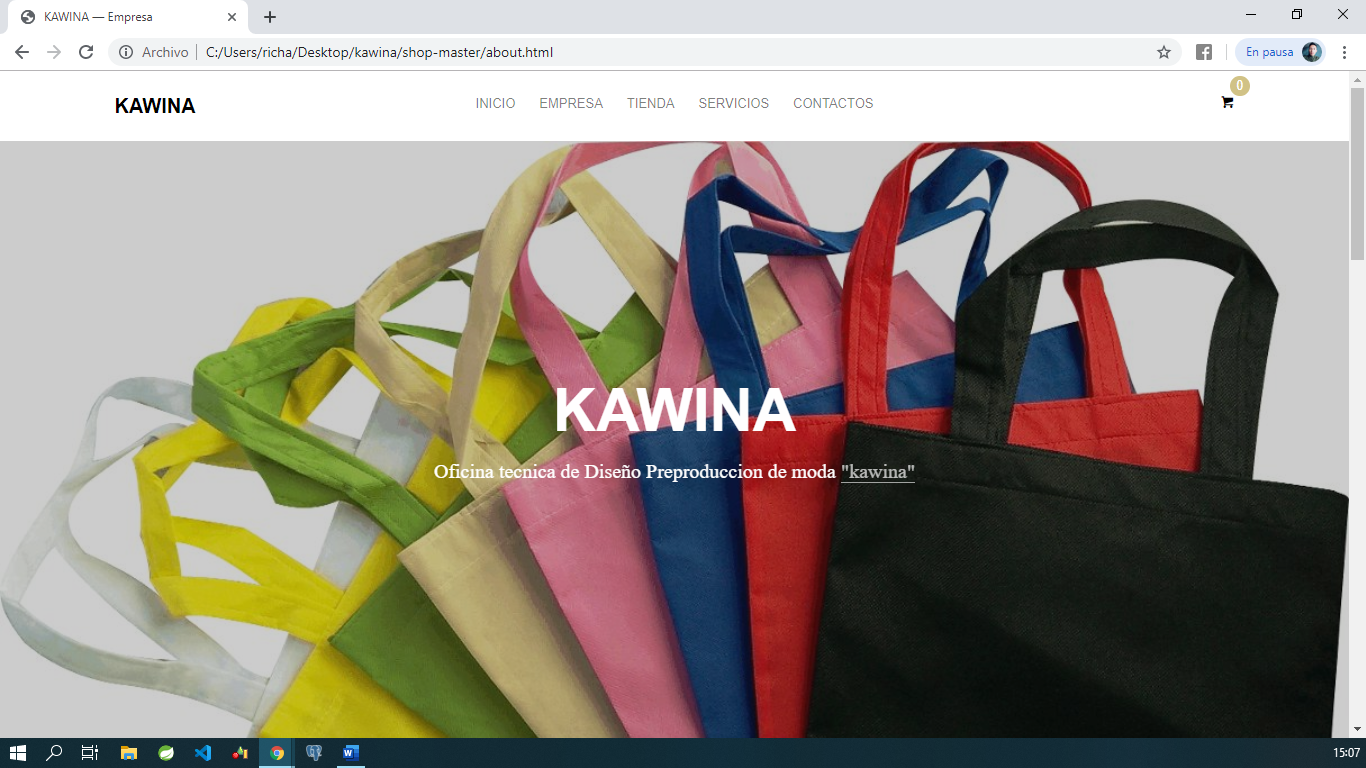 KAWINA — Empresa
Archivo C:/Users/richa/Desktop/kawina/shop-master/about.html En pausa
KAWINA INICIO EMPRESA TIENDA SERVICIOS CONTACTOS 0
KAWINA
Oficina tecnica de Diseño Preproduccion de moda "kawina"
15:07